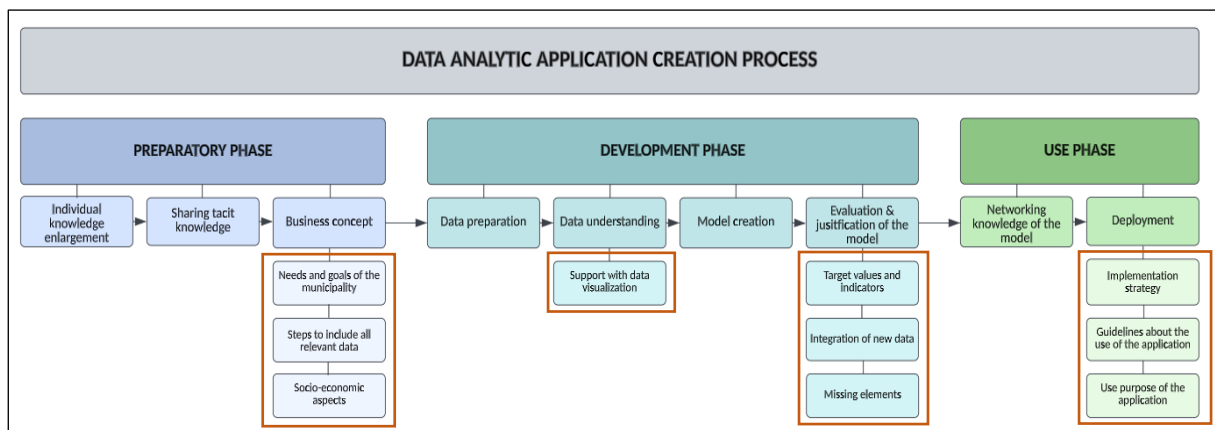 DATA ANALYTIC APPLICATION CREATION PROCESS
PREPARATORY PHASE
DEVELOPMENT PHASE
USE PHASE
Individual
knowledge
enlargement
Sharing tacit
knowledge
Business concept
Data preparation
Data understanding
Model creation
Evaluation &
jusitification of the
model
Networking
knowledge of the
model
Deployment
Needs and goals of the
municipality
Steps to include all
relevant data
Socio-economic
aspects
Support with data
visualization
Target values and
indicators
Integration of new data
Missing elements
Implementation
strategy
Guidelines about the
use of the application
Use purpose of the
application